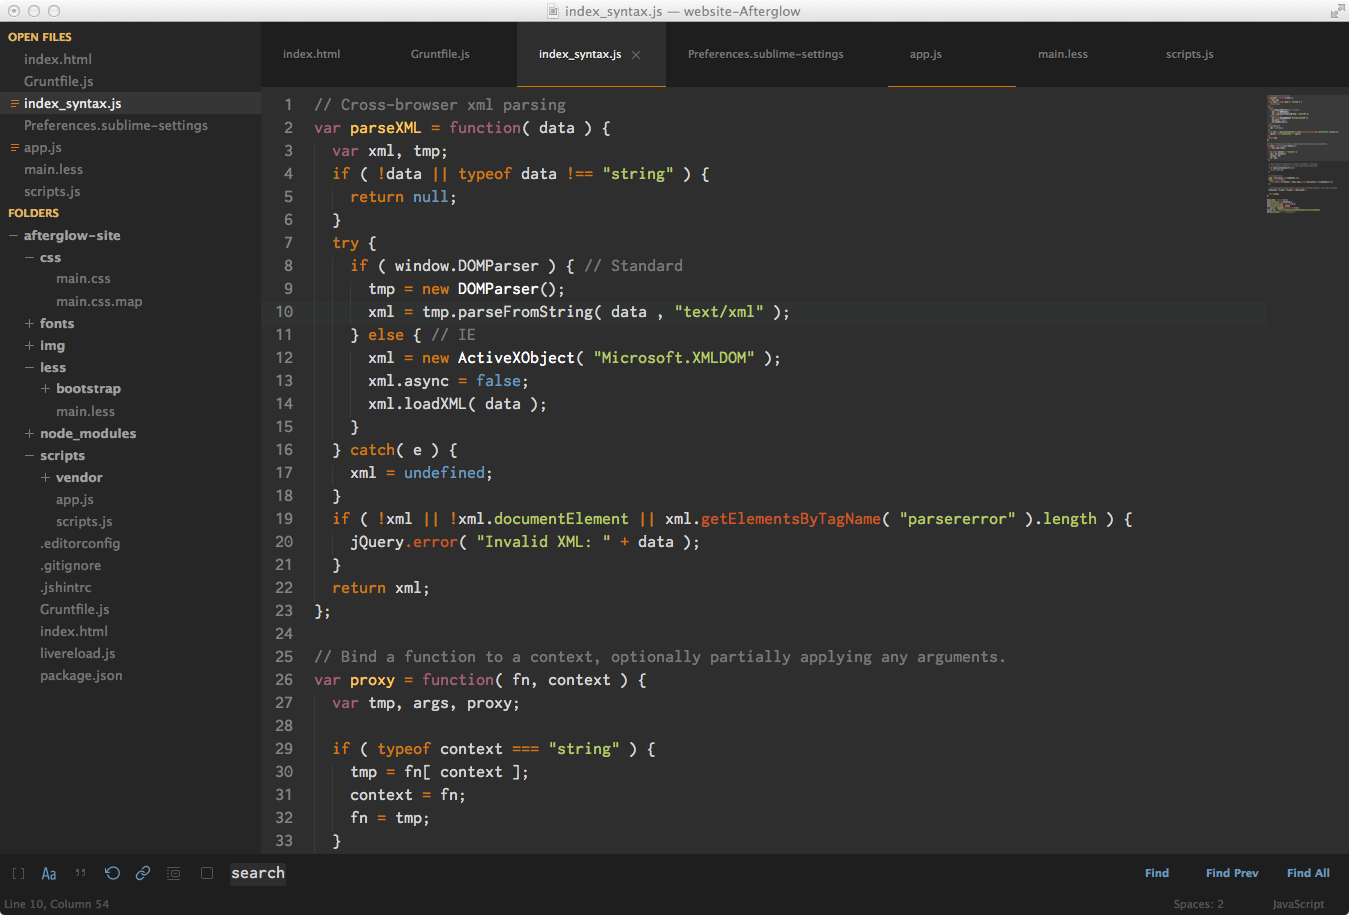 index_syntax.js — website-Afterglow
OPEN FILES
index.html
Gruntfile.js
index_syntax.js
Preferences.sublime-settings
app.js
main.less
scripts.js
FOLDERS
afterglow-site
css
main.css
main.css.map
fonts
img
less
bootstrap
main.less
node_modules
scripts
vendor
app.js
scripts.js
.editorconfig
.gitignore
.jshintrc
Gruntfile.js
index.html
livereload.js
package.json
index.html Gruntfile.js index_syntax.js × Preferences.sublime-settings app.js main.less scripts.js
1 // Cross-browser xml parsing
2 var parseXML = function( data ) {
3   var xml, tmp;
4   if ( !data || typeof data !== "string" ) {
5     return null;
6   }
7   try {
8     if ( window.DOMParser ) { // Standard
9       tmp = new DOMParser();
10       xml = tmp.parseFromString( data , "text/xml" );
11     } else { // IE
12       xml = new ActiveXObject( "Microsoft.XMLDOM" );
13       xml.async = false;
14       xml.loadXML( data );
15     }
16   } catch( e ) {
17     xml = undefined;
18   }
19   if ( !xml || !xml.documentElement || xml.getElementsByTagName( "parsererror" ).length ) {
20     jQuery.error( "Invalid XML: " + data );
21   }
22   return xml;
23 };
24
25 // Bind a function to a context, optionally partially applying any arguments.
26 var proxy = function( fn, context ) {
27   var tmp, args, proxy;
28
29   if ( typeof context === "string" ) {
30     tmp = fn[ context ];
31     context = fn;
32     fn = tmp;
33   }
[ ] Aa " search Find Find Prev Find All
Line 10, Column 54 Spaces: 2 JavaScript